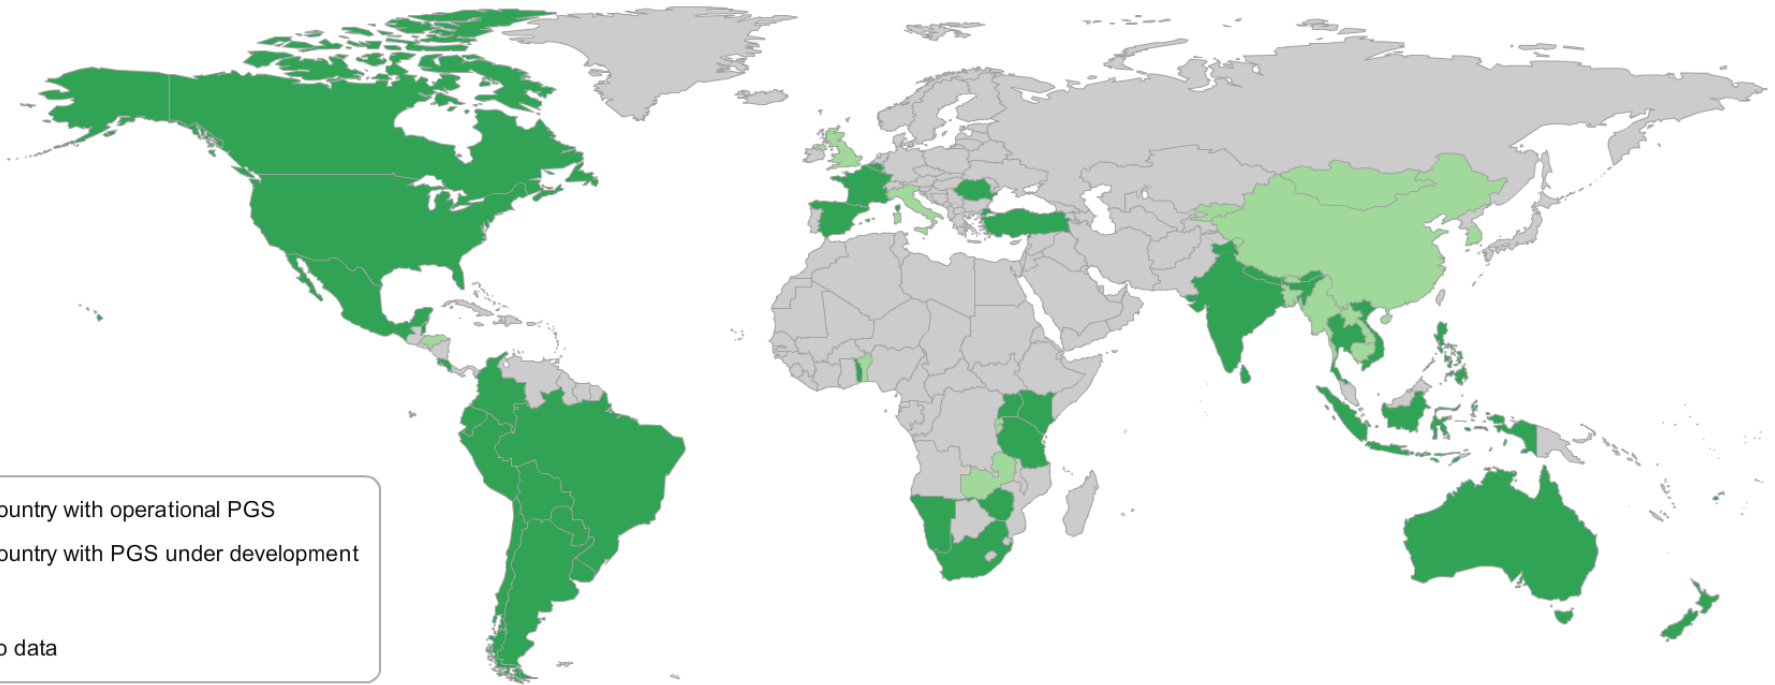 ountry with operational PGS
ountry with PGS under development
o data